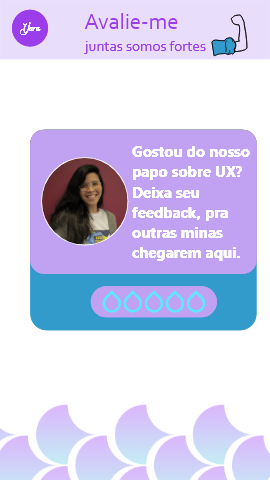 Yara
Avalie-me
juntas somos fortes
Gostou do nosso
papo sobre UX?
Deixa seu
feedback, pra
outras minas
chegarem aqui.